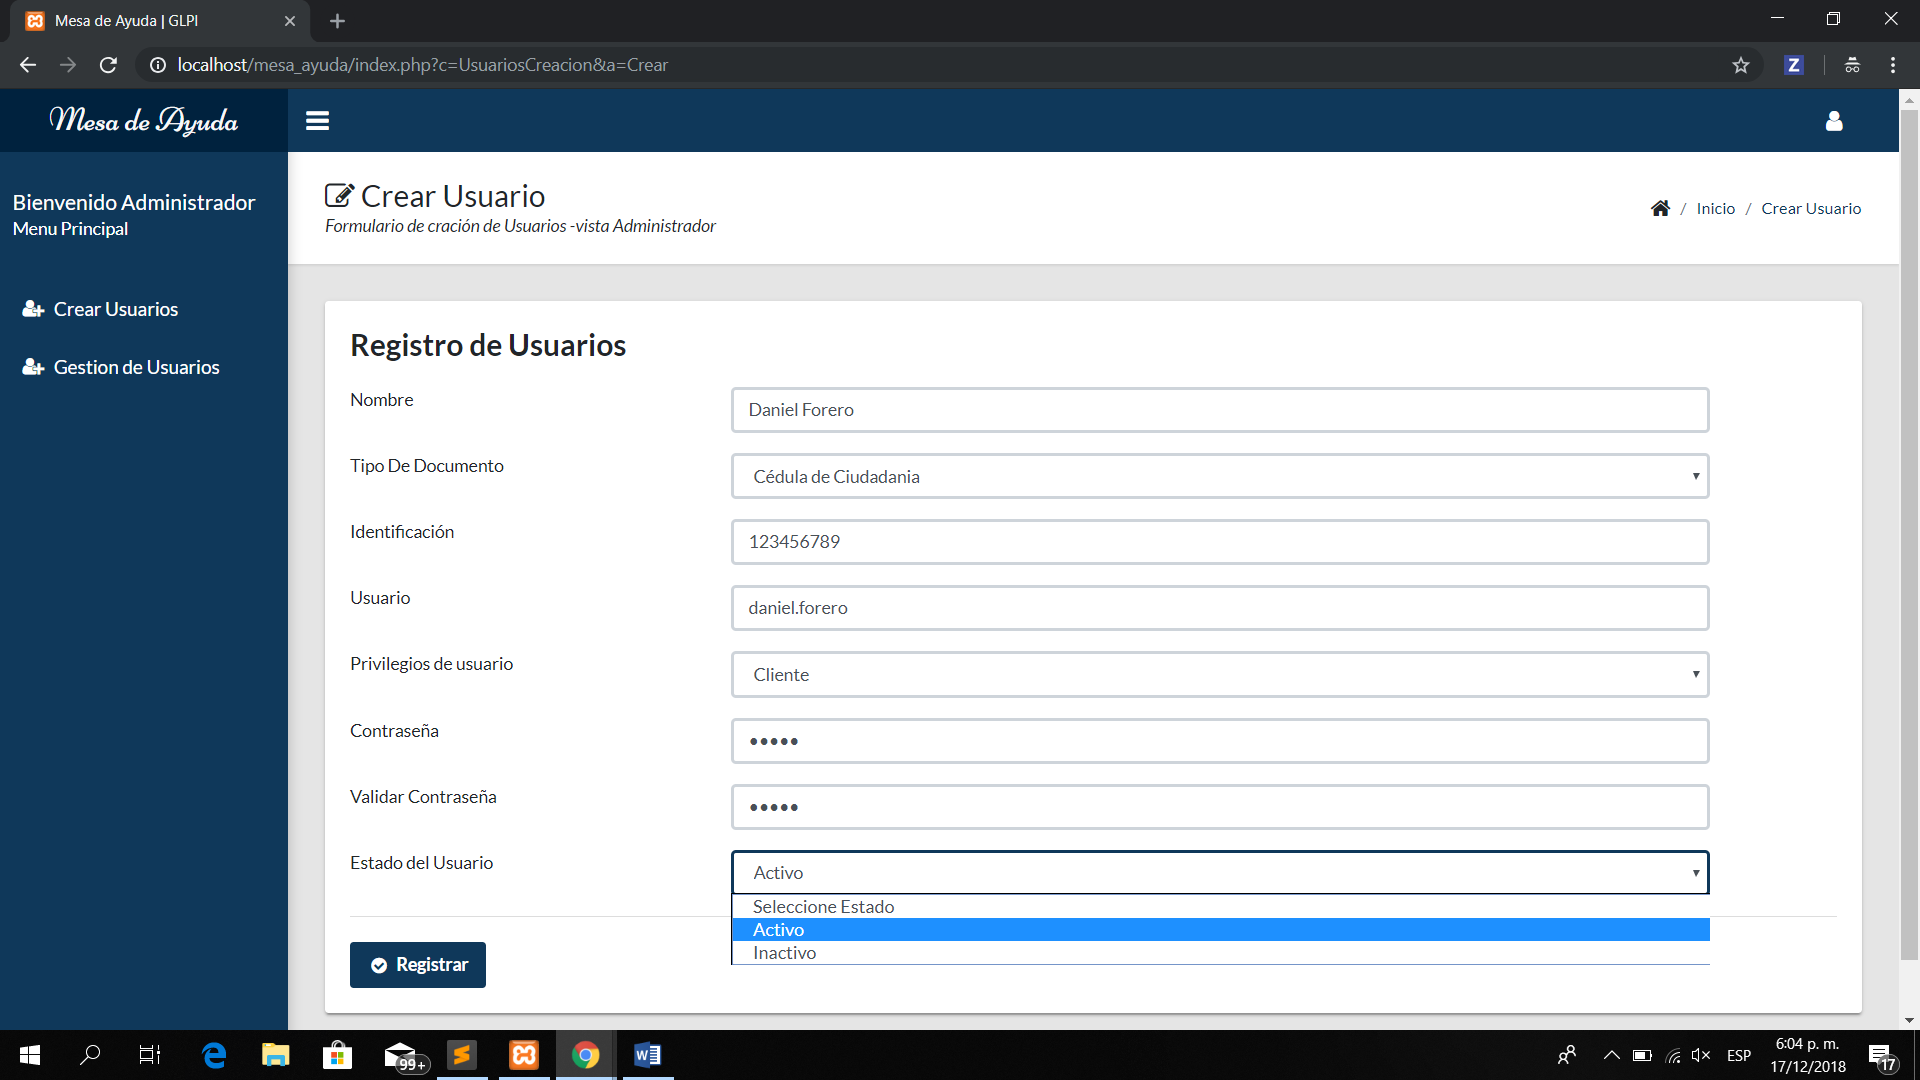 Mesa de Ayuda | GLPI
localhost/mesa_ayuda/index.php?c=UsuariosCreacion&a=Crear
Z
Mesa de Ayuda
Bienvenido Administrador
Menu Principal
Crear Usuarios
Gestion de Usuarios
Crear Usuario
Formulario de cración de Usuarios -vista Administrador
/ Inicio / Crear Usuario
Registro de Usuarios
Nombre
Daniel Forero
Tipo De Documento
Cédula de Ciudadania
Identificación
123456789
Usuario
daniel.forero
Privilegios de usuario
Cliente
Contraseña
•••••
Validar Contraseña
•••••
Estado del Usuario
Activo
Seleccione Estado
Activo
Inactivo
Registrar
99+
ESP
6:04 p. m.
17/12/2018
17